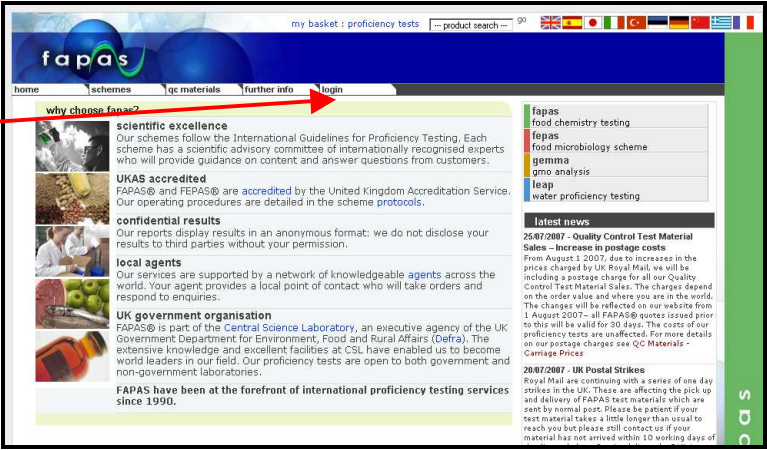 my basket : proficiency tests --- product search --- go
fapas
home schemes qc materials further info login
why choose fapas?
scientific excellence
Our schemes follow the International Guidelines for Proficiency Testing. Each
scheme has a scientific advisory committee of internationally recognised experts
who will provide guidance on content and answer questions from customers.
UKAS accredited
FAPAS® and FEPAS® are accredited by the United Kingdom Accreditation Service.
Our operating procedures are detailed in the scheme protocols.
confidential results
Our reports display results in an anonymous format: we do not disclose your
results to third parties without your permission.
local agents
Our services are supported by a network of knowledgeable agents across the
world. Your agent provides a local point of contact who will take orders and
respond to enquiries.
UK government organisation
FAPAS® is part of the Central Science Laboratory, an executive agency of the UK
Government Department for Environment, Food and Rural Affairs (Defra). The
extensive knowledge and excellent facilities at CSL have enabled us to become
world leaders in our field. Our proficiency tests are open to both government and
non-government laboratories.
FAPAS have been at the forefront of international proficiency testing services
since 1990.
fapas
food chemistry testing
fepas
food microbiology scheme
gemma
gmo analysis
leap
water proficiency testing
latest news
25/07/2007 - Quality Control Test Material
Sales – Increase in postage costs
From August 1 2007, due to increases in the
prices charged by UK Royal Mail, we will be
including a postage charge for all our Quality
Control Test Material Sales. The charges depend
on the order value and where you are in the world.
The changes will be reflected on our website from
1 August 2007– all FAPAS® quotes issued prior
to this will be valid for 30 days. The costs of our
proficiency tests are unaffected. For more details
on our postage charges see QC Materials -
Carriage Prices
20/07/2007 - UK Postal Strikes
Royal Mail are continuing with a series of one day
strikes in the UK. These are affecting the pick up
and delivery of FAPAS test materials which are
sent by normal post. Please be patient if your
test material takes a little longer than usual to
reach you but please still contact us if your
material has not arrived within 10 working days of